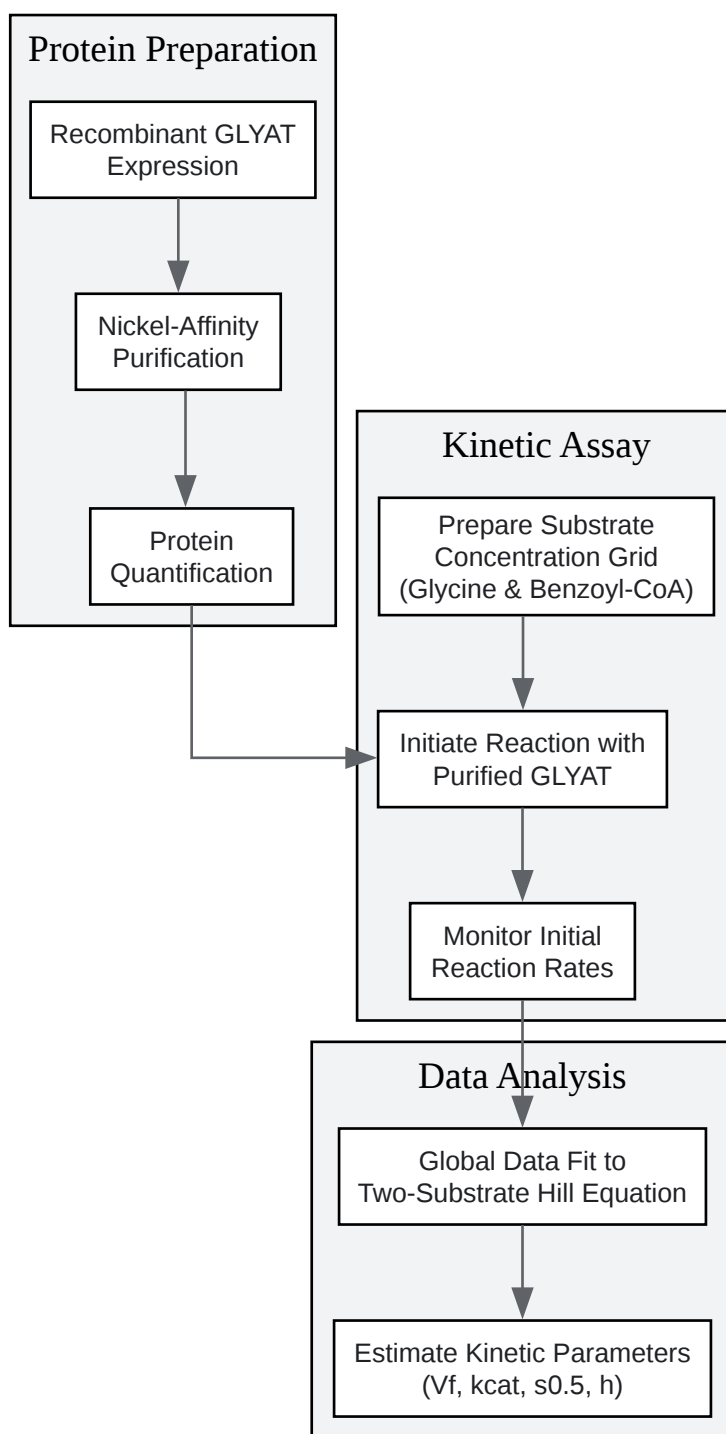 Protein Preparation
Recombinant GLYAT
Expression
Nickel-Affinity
Purification
Protein
Quantification
Kinetic Assay
Prepare Substrate
Concentration Grid
(Glycine & Benzoyl-CoA)
Initiate Reaction with
Purified GLYAT
Monitor Initial
Reaction Rates
Data Analysis
Global Data Fit to
Two-Substrate Hill Equation
Estimate Kinetic Parameters
(Vf, kcat, s0.5, h)